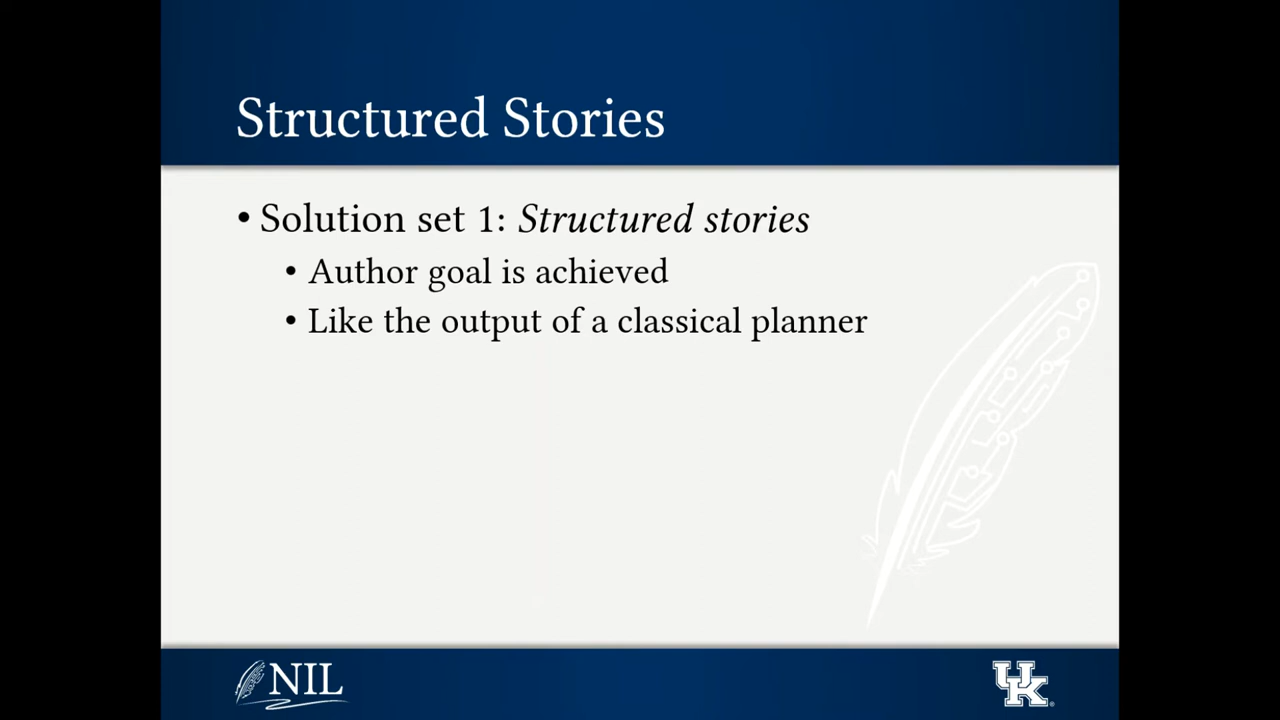 Structured Stories
• Solution set 1: Structured stories
• Author goal is achieved
• Like the output of a classical planner
NIL
UK